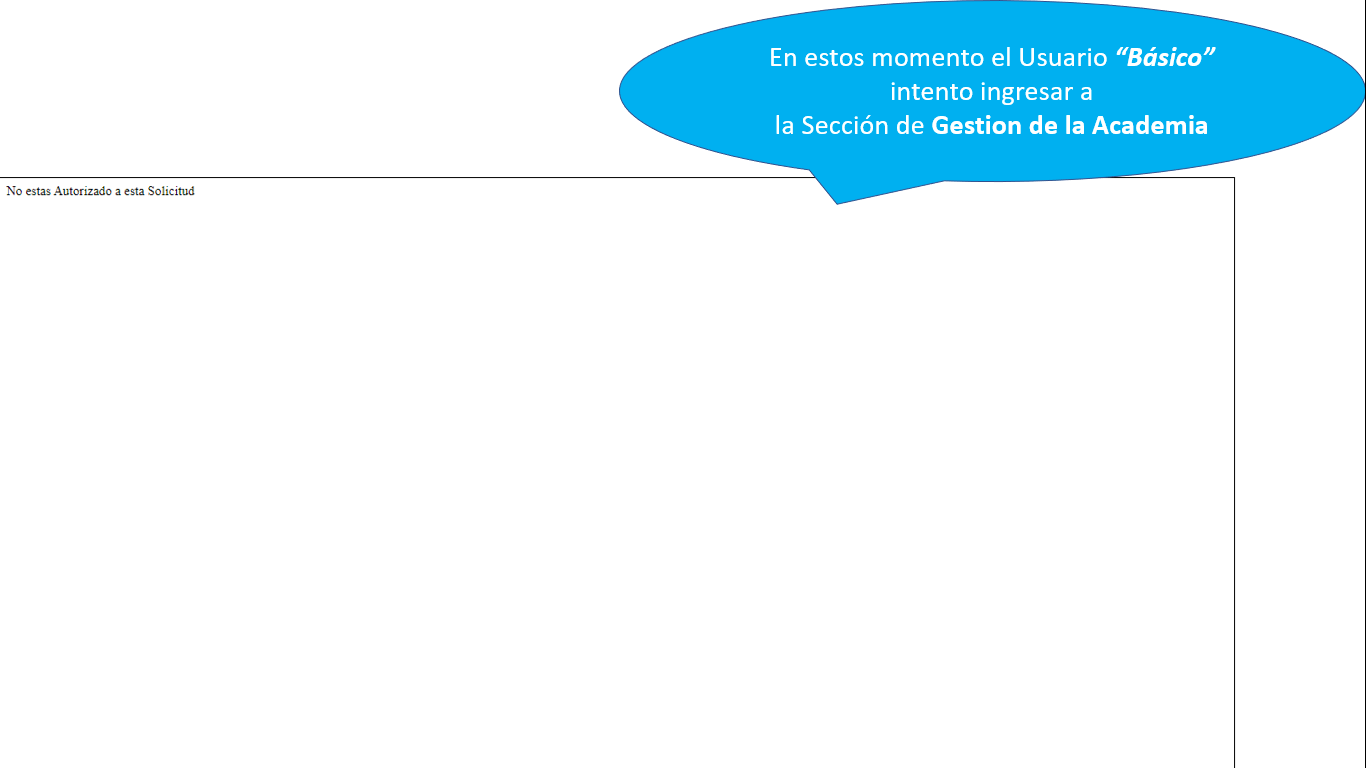 En estos momento el Usuario “Básico”
intento ingresar a
la Sección de Gestion de la Academia
No estas Autorizado a esta Solicitud